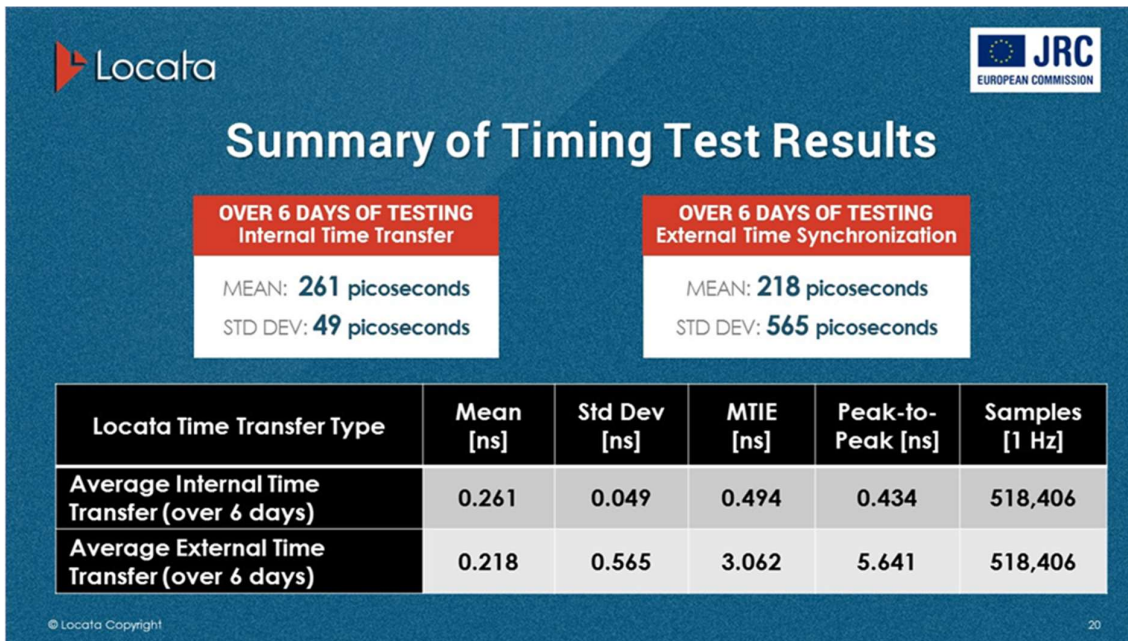 Locata
JRC
EUROPEAN COMMISSION
Summary of Timing Test Results
OVER 6 DAYS OF TESTING
Internal Time Transfer
MEAN: 261 picoseconds
STD DEV: 49 picoseconds
OVER 6 DAYS OF TESTING
External Time Synchronization
MEAN: 218 picoseconds
STD DEV: 565 picoseconds
Locata Time Transfer Type
Mean
[ns]
Std Dev
[ns]
MTIE
[ns]
Peak-to-
Peak [ns]
Samples
[1 Hz]
Average Internal Time
Transfer (over 6 days)
0.261
0.049
0.494
0.434
518,406
Average External Time
Transfer (over 6 days)
0.218
0.565
3.062
5.641
518,406
© Locata Copyright
20